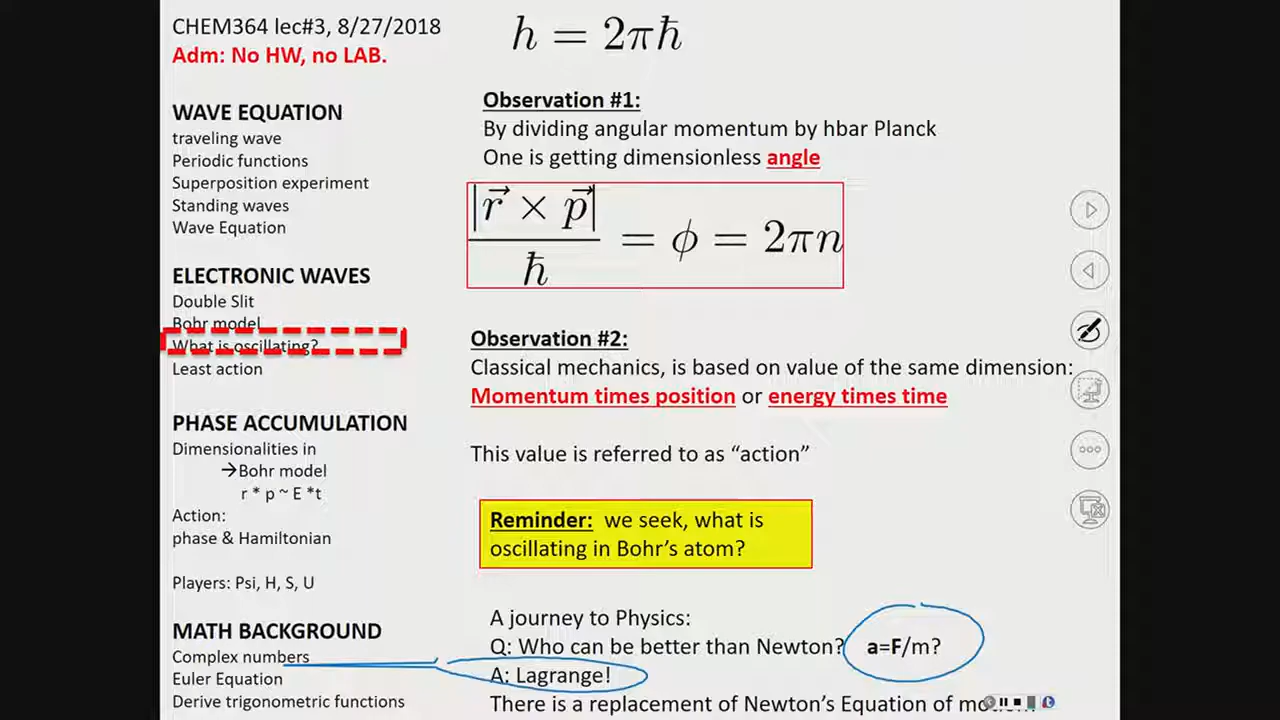 CHEM364 lec#3, 8/27/2018
Adm: No HW, no LAB.
WAVE EQUATION
traveling wave
Periodic functions
Superposition experiment
Standing waves
Wave Equation
ELECTRONIC WAVES
Double Slit
Bohr model
What is oscillating?
Least action
PHASE ACCUMULATION
Dimensionalities in
→Bohr model
r * p ~ E *t
Action:
phase & Hamiltonian
Players: Psi, H, S, U
MATH BACKGROUND
Complex numbers
Euler Equation
Derive trigonometric functions
h = 2πħ
Observation #1:
By dividing angular momentum by hbar Planck
One is getting dimensionless angle
|r⃗ × p⃗|
ħ
= ϕ = 2πn
Observation #2:
Classical mechanics, is based on value of the same dimension:
Momentum times position or energy times time
This value is referred to as “action”
Reminder: we seek, what is
oscillating in Bohr’s atom?
A journey to Physics:
Q: Who can be better than Newton? a=F/m?
A: Lagrange!
There is a replacement of Newton’s Equation of